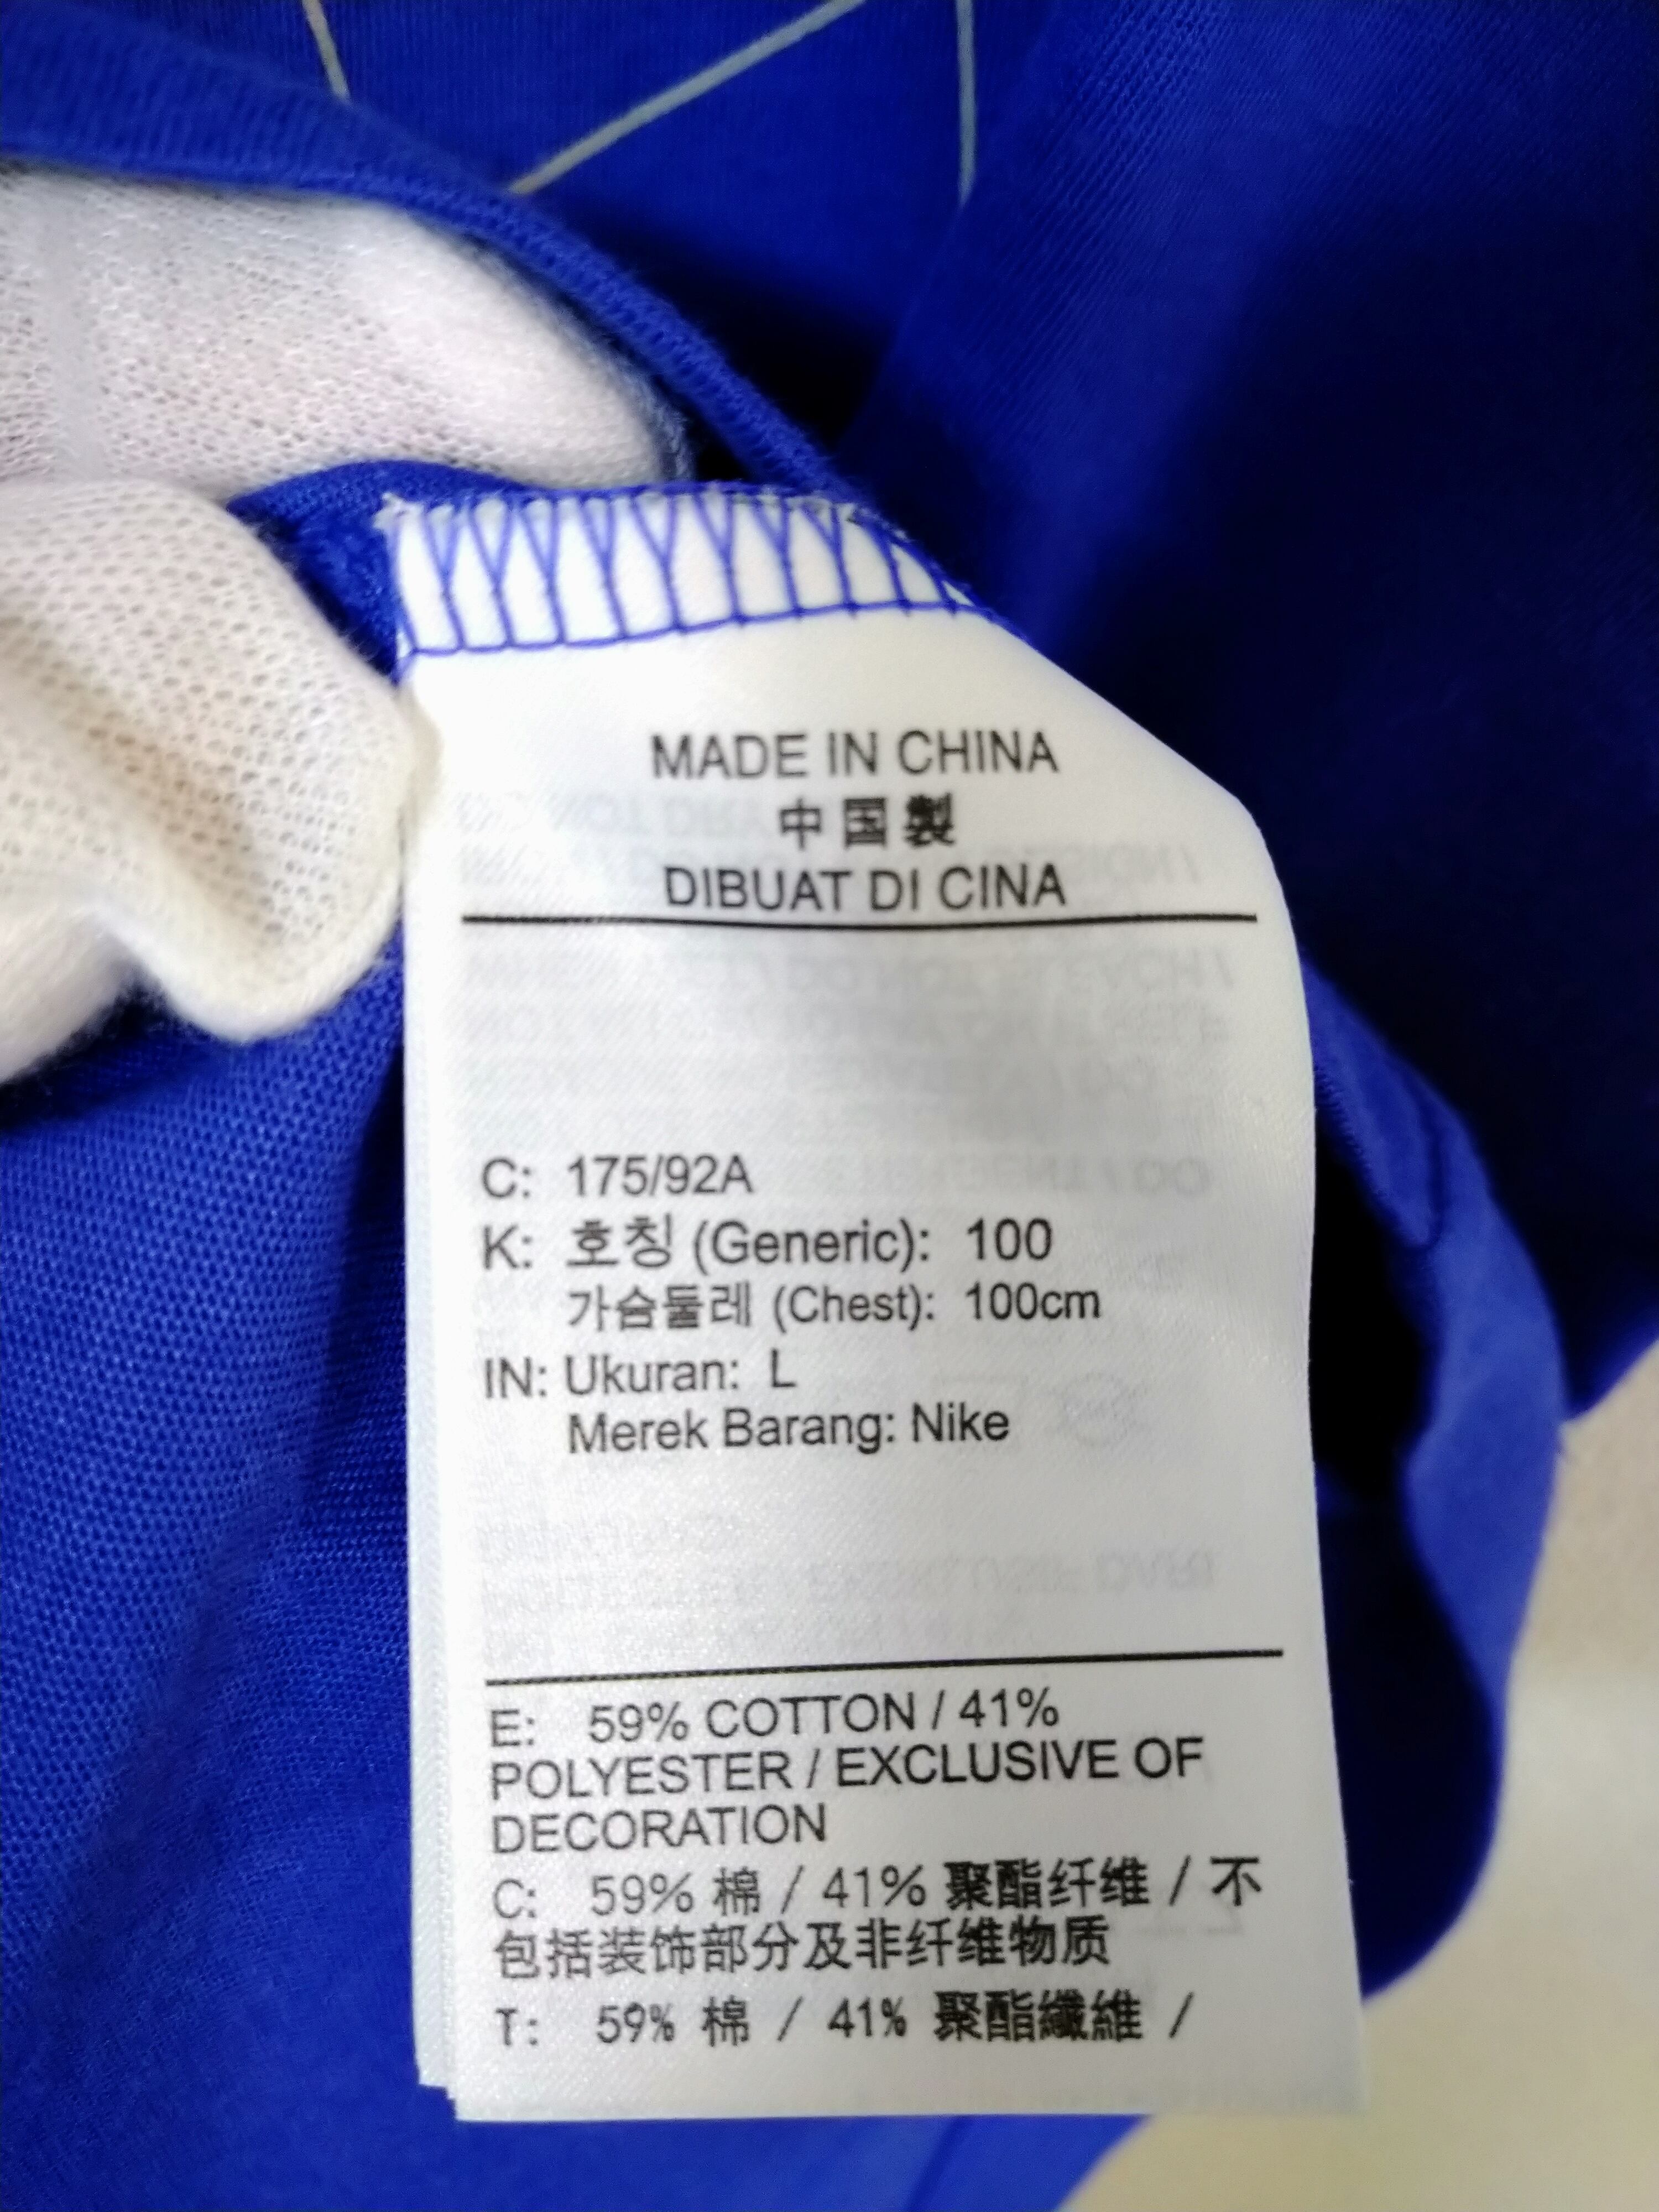 MADE IN CHINA
中国製
DIBUAT DI CINA
C: 175/92A
K: 호칭 (Generic): 100
가슴둘레 (Chest): 100cm
IN: Ukuran: L
Merek Barang: Nike
E: 59% COTTON / 41%
POLYESTER / EXCLUSIVE OF
DECORATION
C: 59% 棉 / 41% 聚酯纤维 / 不
包括装饰部分及非纤维物质
T: 59% 棉 / 41% 聚酯纖維 /